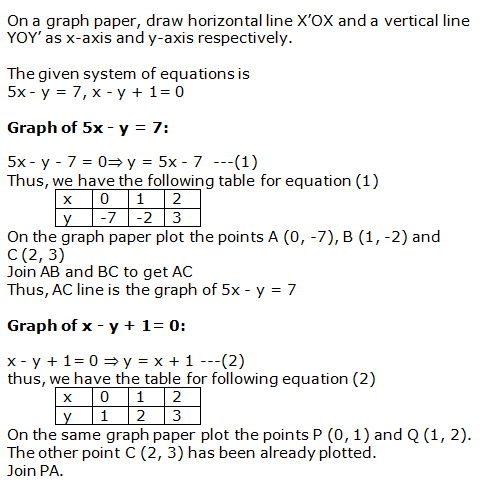 On a graph paper, draw horizontal line X'OX and a vertical line
YOY' as x-axis and y-axis respectively.
The given system of equations is
5x - y = 7, x - y + 1= 0
Graph of 5x - y = 7:
5x - y - 7 = 0⇒ y = 5x - 7 ---(1)
Thus, we have the following table for equation (1)
x 0 1 2
y -7 -2 3
On the graph paper plot the points A (0, -7), B (1, -2) and
C (2, 3)
Join AB and BC to get AC
Thus, AC line is the graph of 5x - y = 7
Graph of x - y + 1= 0:
x - y + 1= 0 ⇒ y = x + 1 ---(2)
thus, we have the table for following equation (2)
x 0 1 2
y 1 2 3
On the same graph paper plot the points P (0, 1) and Q (1, 2).
The other point C (2, 3) has been already plotted.
Join PA.